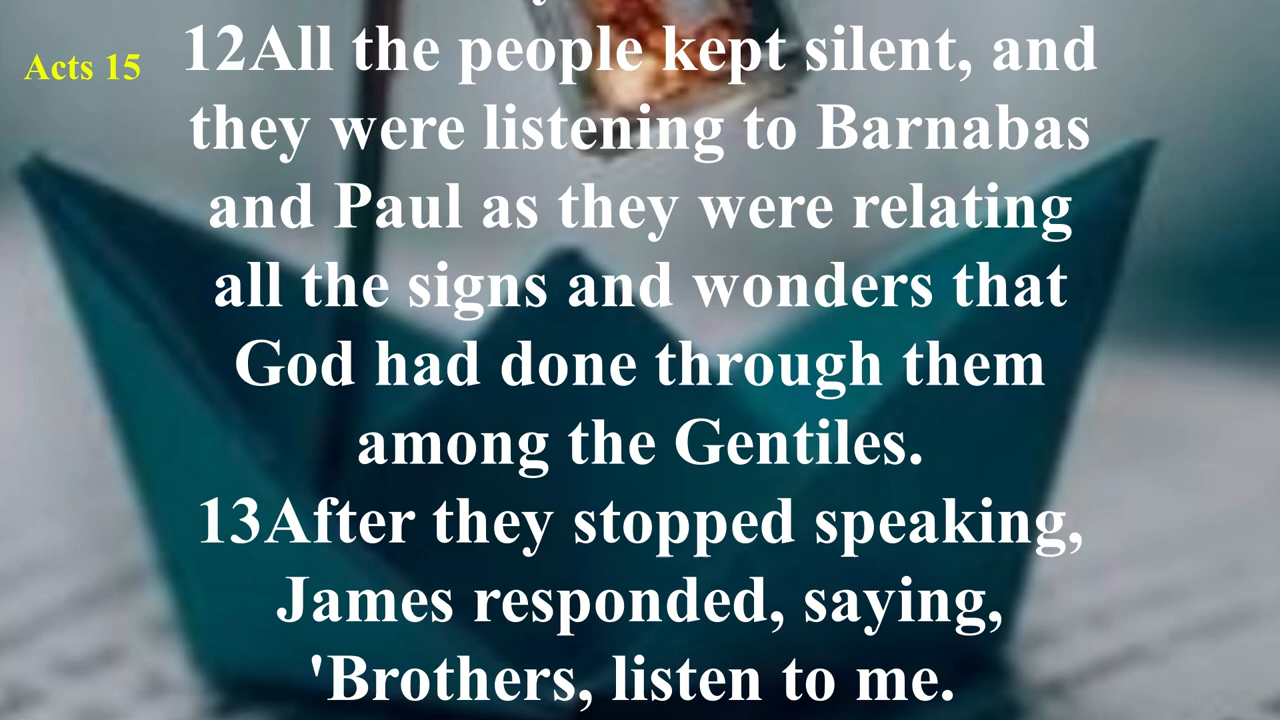 Acts 15
12All the people kept silent, and
they were listening to Barnabas
and Paul as they were relating
all the signs and wonders that
God had done through them
among the Gentiles.
13After they stopped speaking,
James responded, saying,
'Brothers, listen to me.